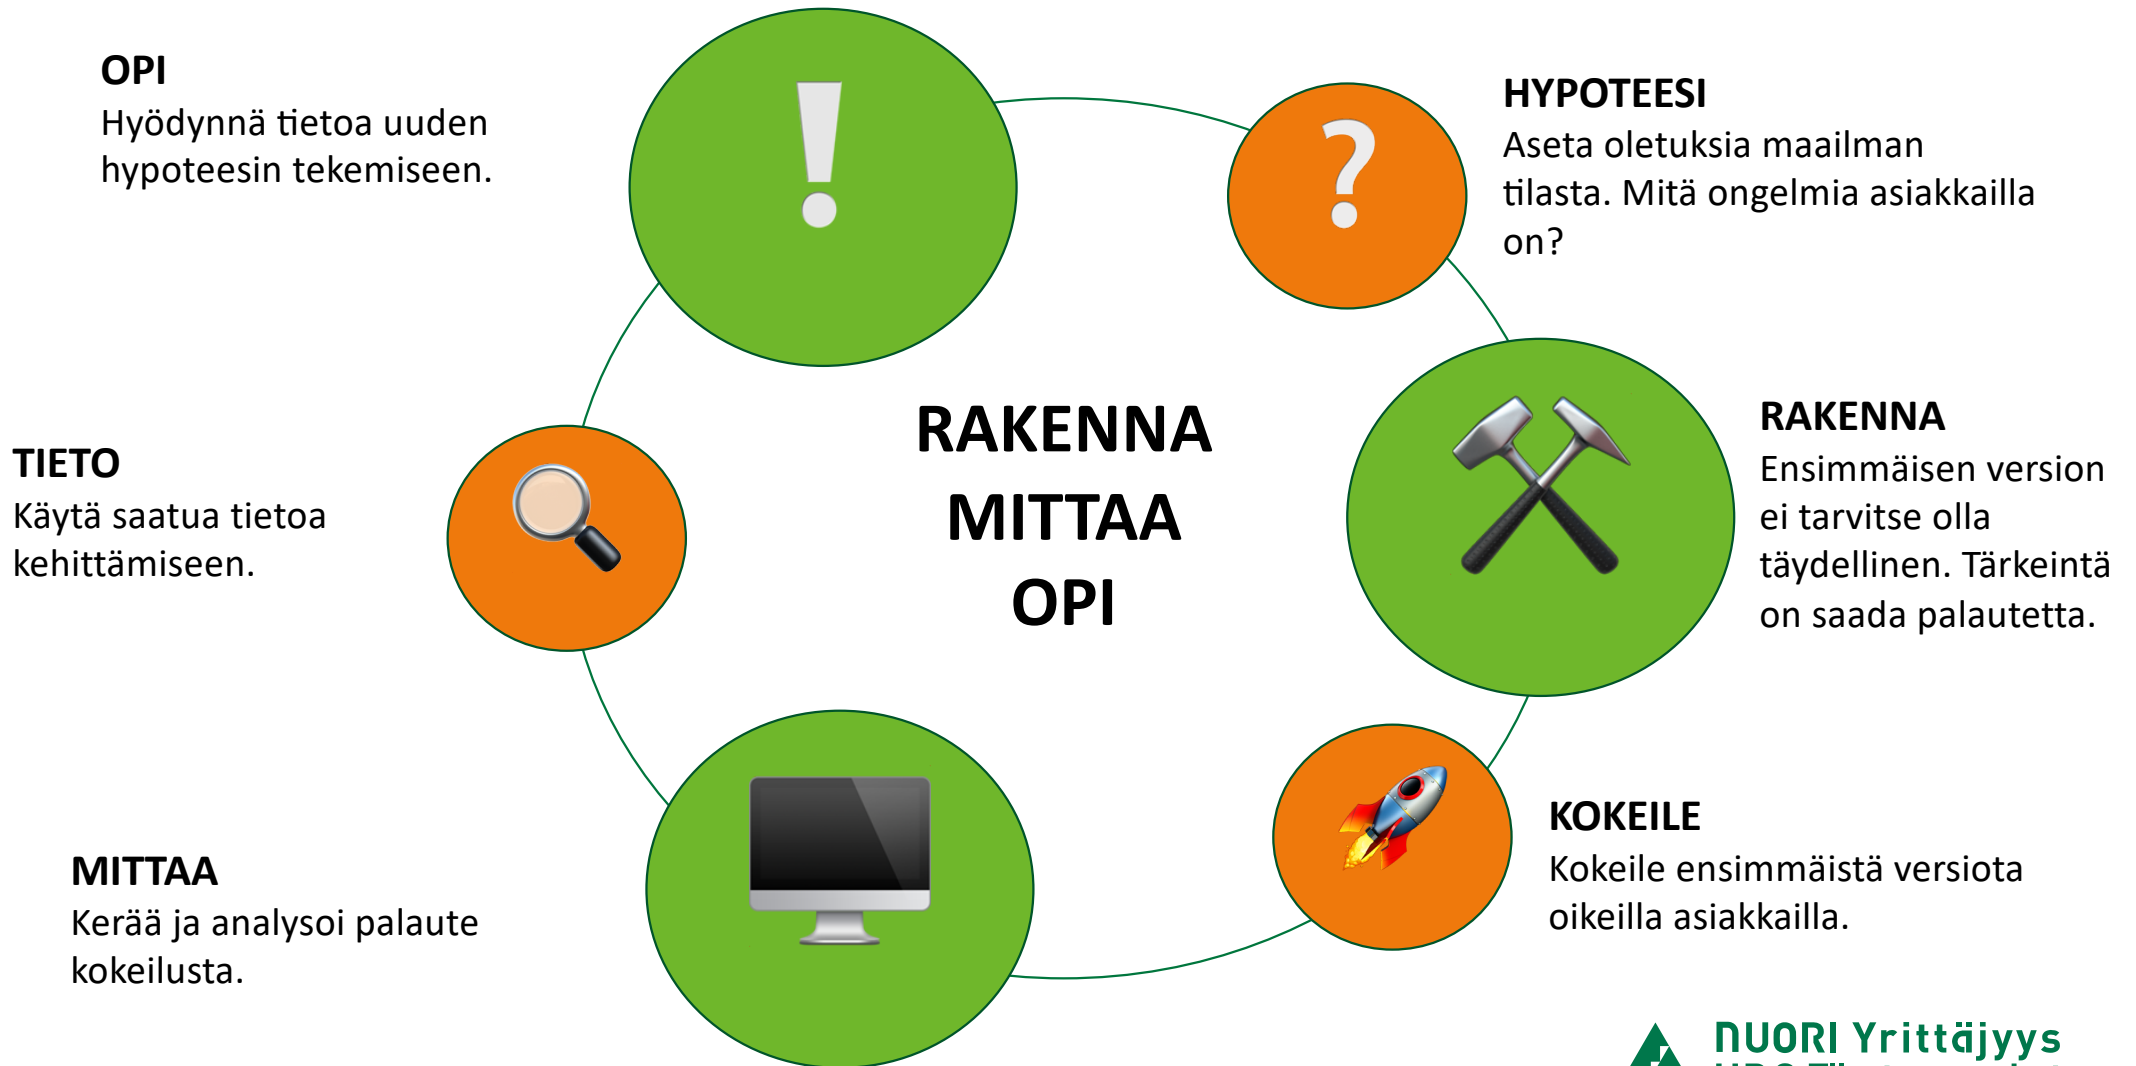 OPI
Hyödynnä tietoa uuden
hypoteesin tekemiseen.
HYPOTEESI
Aseta oletuksia maailman
tilasta. Mitä ongelmia asiakkailla
on?
RAKENNA
MITTAA
OPI
RAKENNA
Ensimmäisen version
ei tarvitse olla
täydellinen. Tärkeintä
on saada palautetta.
TIETO
Käytä saatua tietoa
kehittämiseen.
KOKEILE
Kokeile ensimmäistä versiota
oikeilla asiakkailla.
MITTAA
Kerää ja analysoi palaute
kokeilusta.
NUORI Yrittäjyys